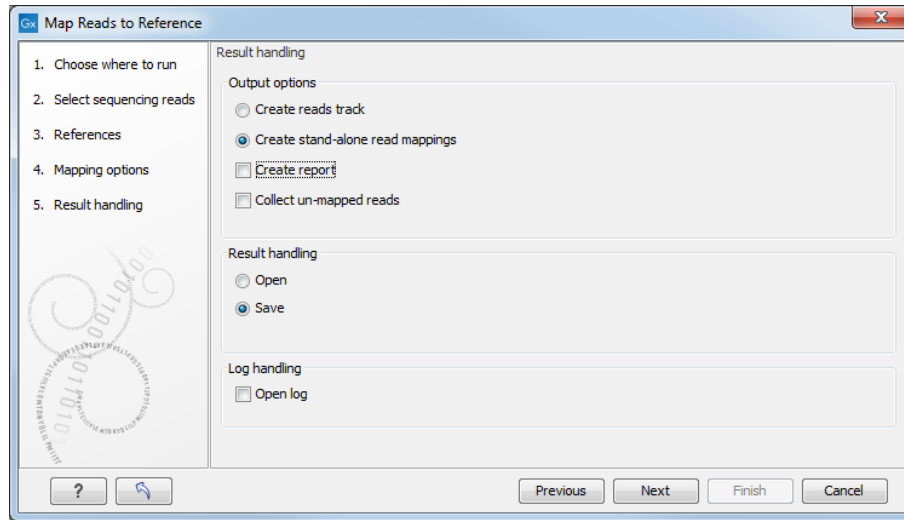 Gx Map Reads to Reference
1. Choose where to run
2. Select sequencing reads
3. References
4. Mapping options
5. Result handling
Result handling
Output options
Create reads track
Create stand-alone read mappings
Create report
Collect un-mapped reads
Result handling
Open
Save
Log handling
Open log
?
Previous Next Finish Cancel